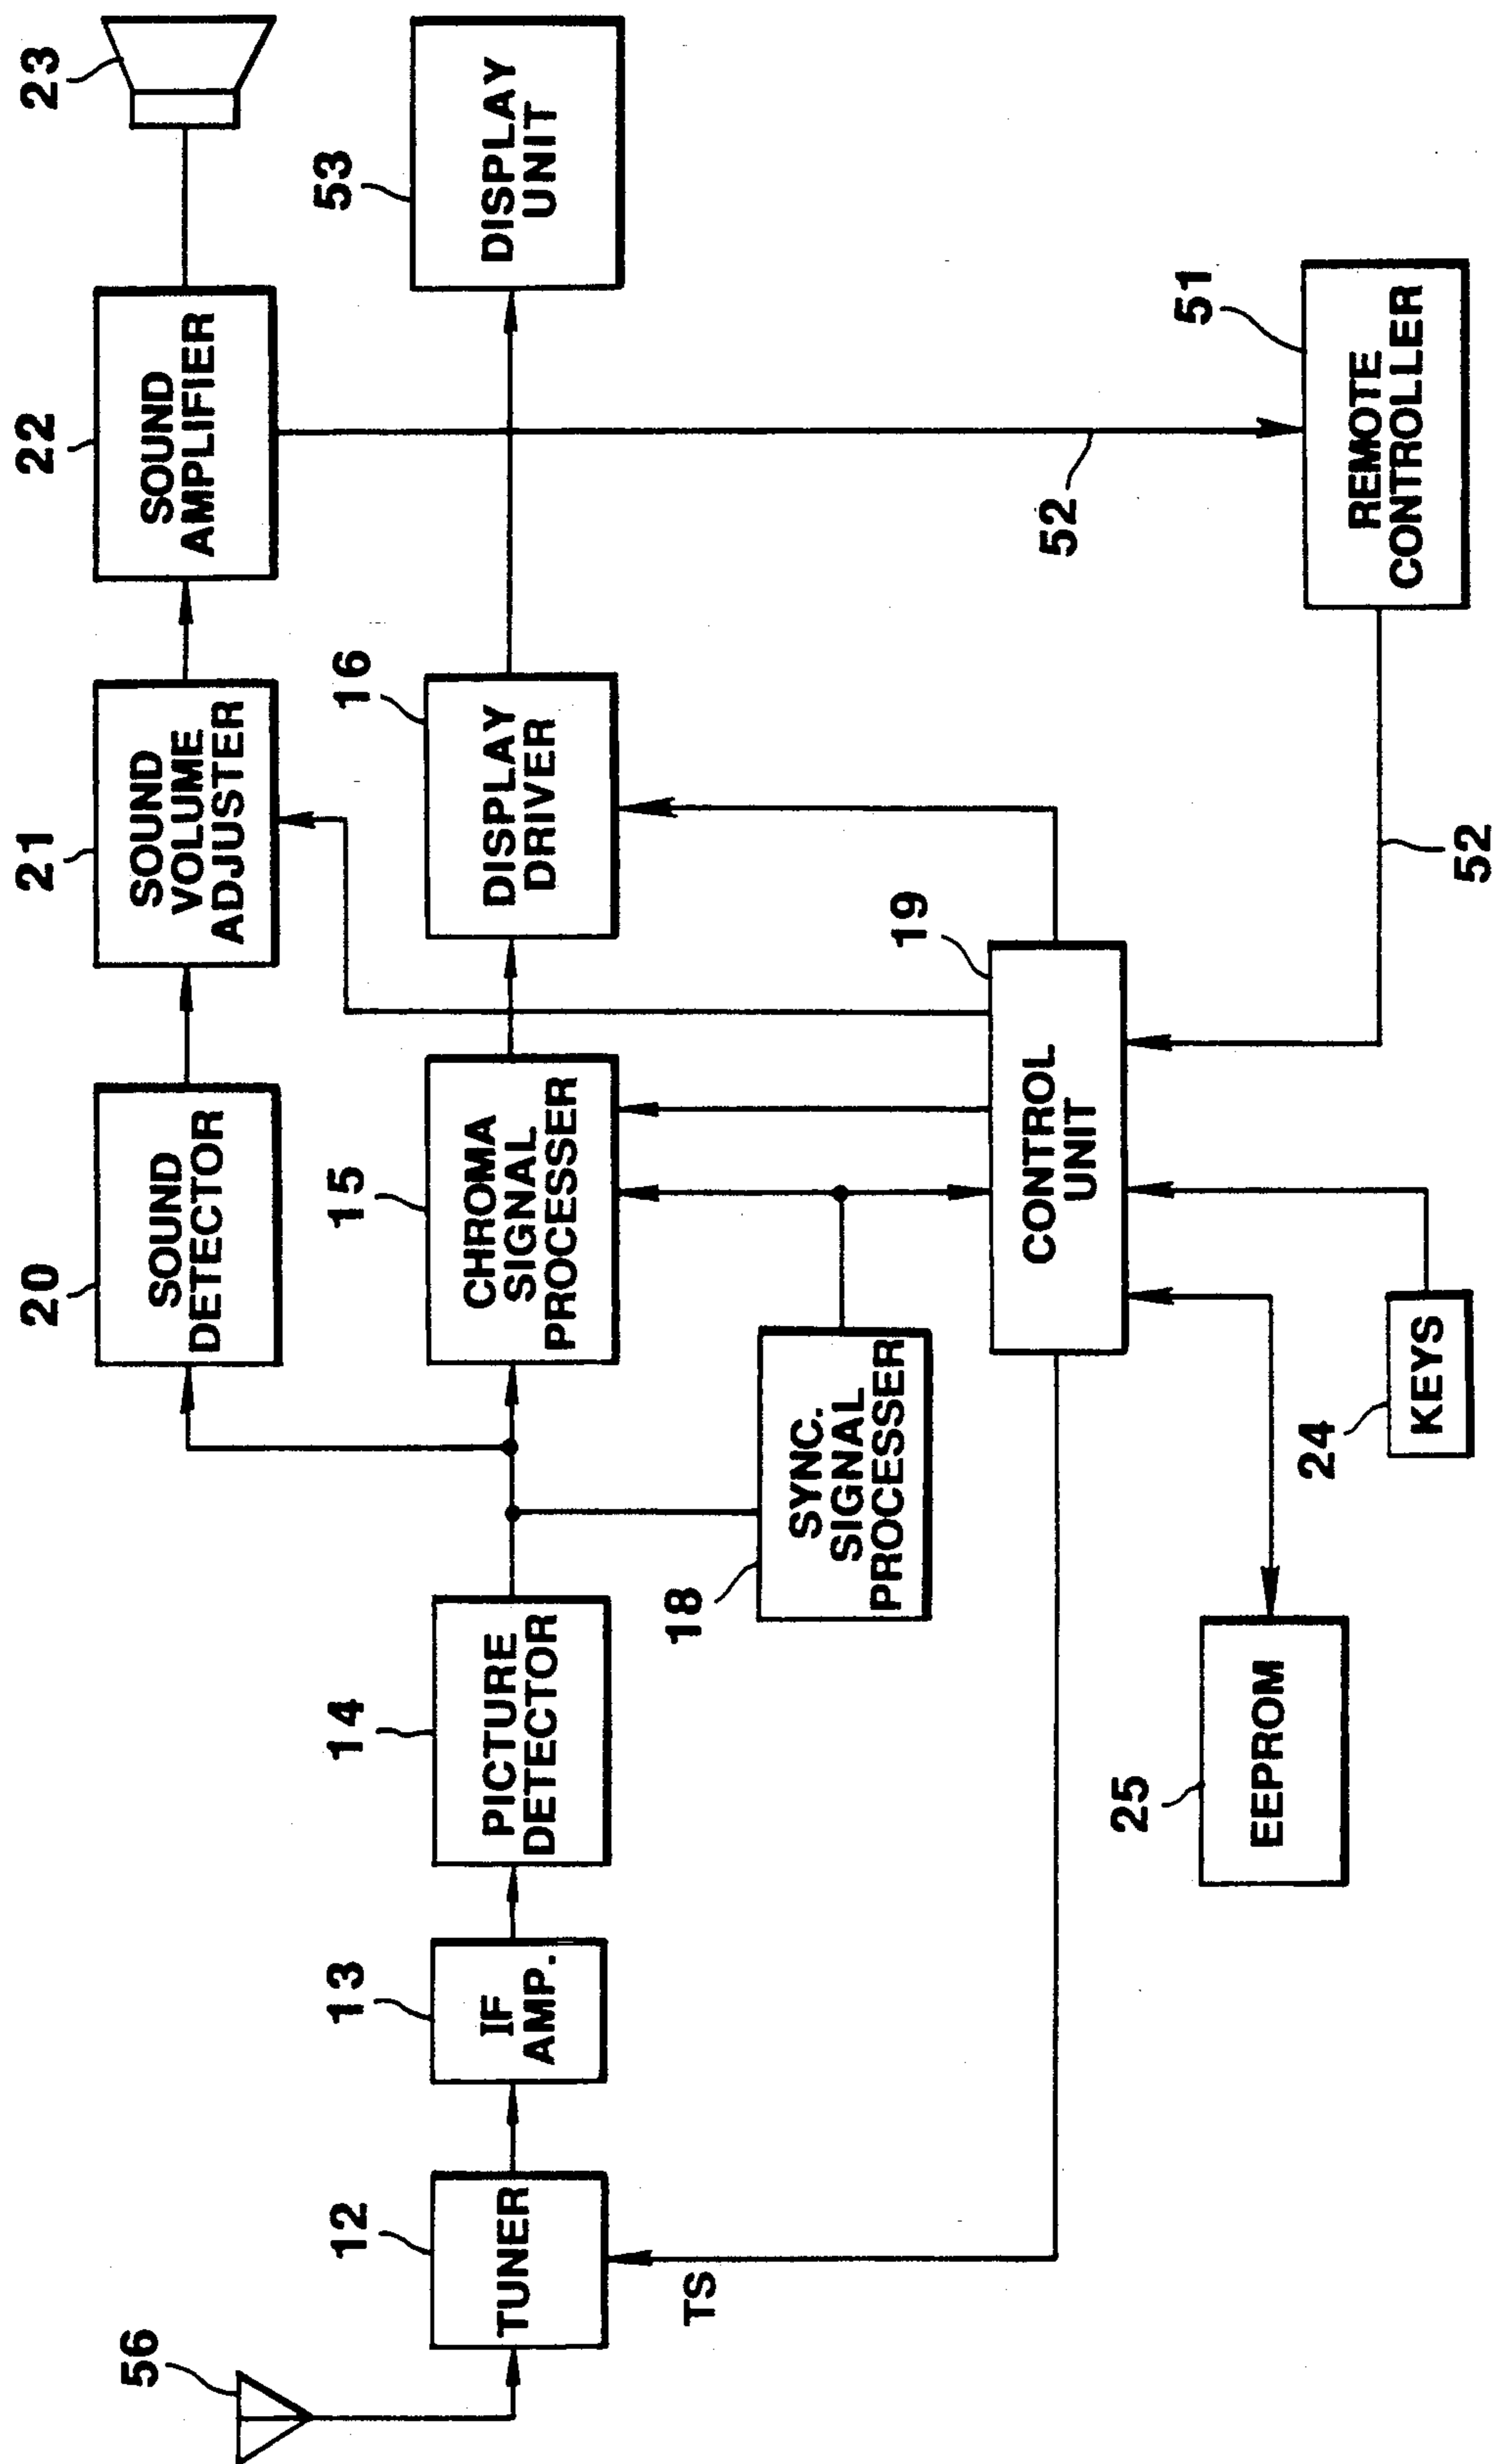 23
53
DISPLAY
UNIT
22
SOUND
AMPLIFIER
51
REMOTE
CONTROLLER
52
21
SOUND
VOLUME
ADJUSTER
16
DISPLAY
DRIVER
19
CONTROL
UNIT
52
20
SOUND
DETECTOR
15
CHROMA
SIGNAL
PROCESSER
18
SYNC.
SIGNAL
PROCESSER
24
KEYS
14
PICTURE
DETECTOR
25
EEPROM
13
IF
AMP.
12
TUNER
TS
56